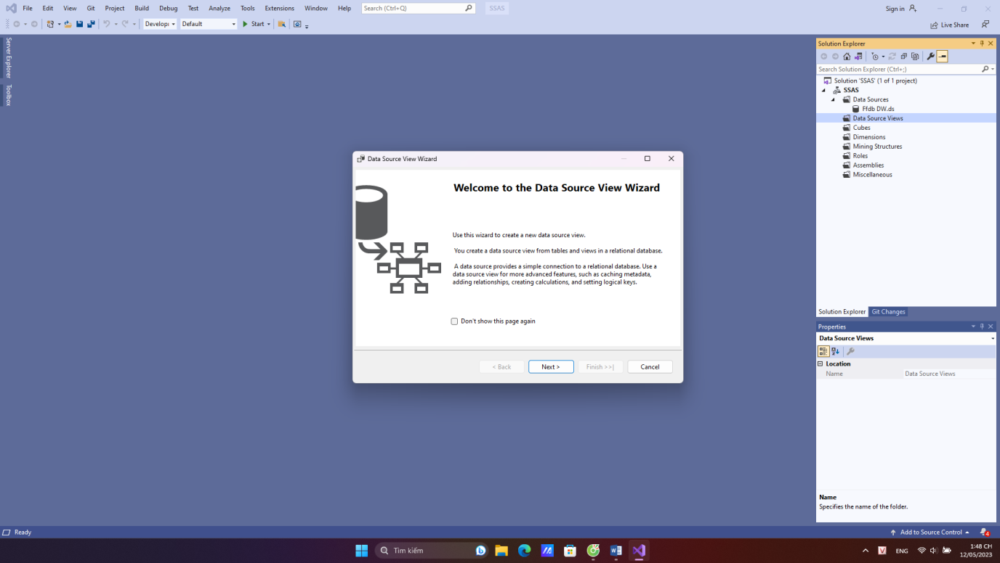 File Edit View Git Project Build Debug Test Analyze Tools Extensions Window Help Search (Ctrl+Q) SSAS Sign in
Develop Default Start Live Share
Server Explorer
Toolbox
Solution Explorer
Search Solution Explorer (Ctrl+;)
Solution 'SSAS' (1 of 1 project)
SSAS
Data Sources
Ffdb DW.ds
Data Source Views
Cubes
Dimensions
Mining Structures
Roles
Assemblies
Miscellaneous
Data Source View Wizard
Welcome to the Data Source View Wizard
Use this wizard to create a new data source view.
You create a data source view from tables and views in a relational database.
A data source provides a simple connection to a relational database. Use a
data source view for more advanced features, such as caching metadata,
adding relationships, creating calculations, and setting logical keys.
Don't show this page again
< Back Next > Finish >>| Cancel
Solution Explorer Git Changes
Properties
Data Source Views
Location
Name Data Source Views
Name
Specifies the name of the folder.
Ready Add to Source Control 4
Tìm kiếm ENG 1:48 CH
12/05/2023